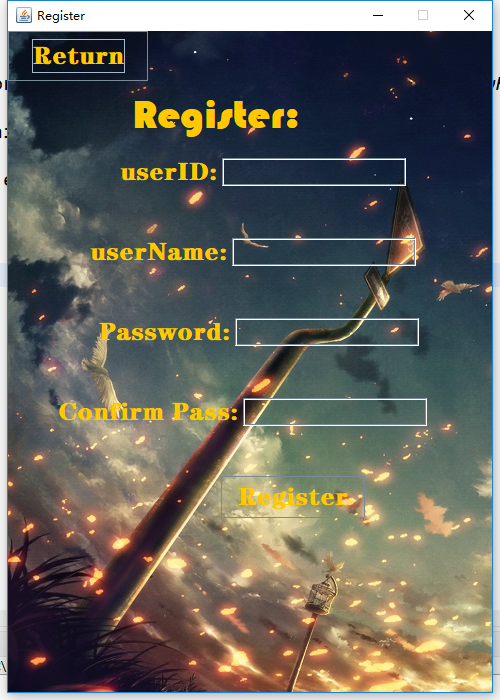 Register
Return
Register:
userID:
userName:
Password:
Confirm Pass:
Register